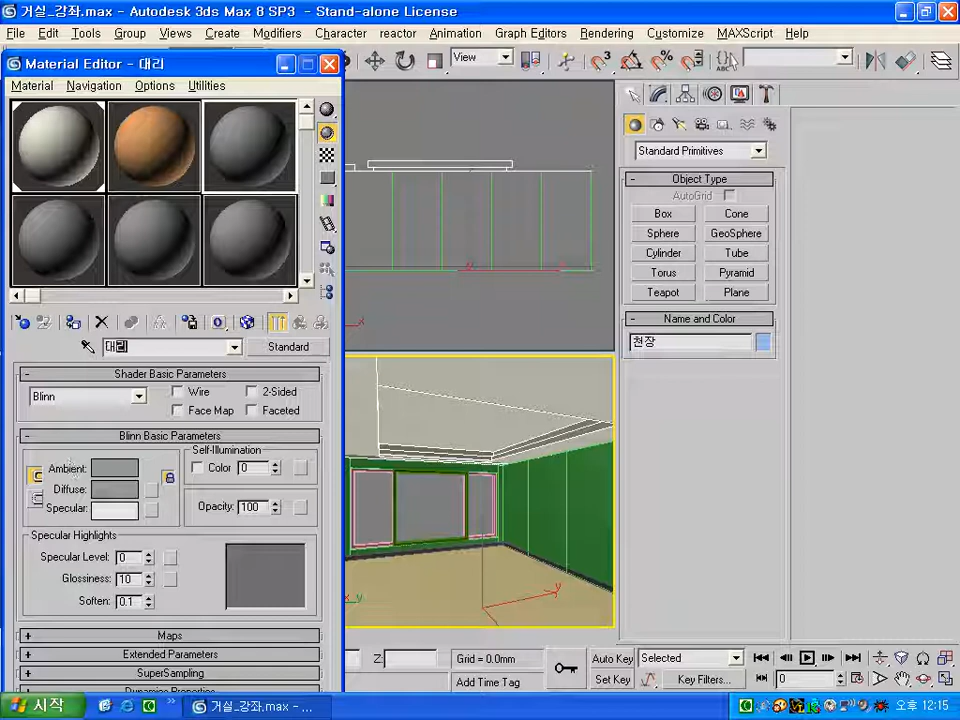 거실_강좌.max - Autodesk 3ds Max 8 SP3 - Stand-alone License
File Edit Tools Group Views Create Modifiers Character reactor Animation Graph Editors Rendering Customize MAXScript Help
Material Editor - 대리
View
Material Navigation Options Utilities
Standard Primitives
- Object Type
AutoGrid
Box Cone
Sphere GeoSphere
Cylinder Tube
Torus Pyramid
Teapot Plane
- Name and Color
천장
대리 Standard
- Shader Basic Parameters
Blinn Wire 2-Sided
Face Map Faceted
- Blinn Basic Parameters
Self-Illumination
Ambient: Color 0
Diffuse:
Specular: Opacity: 100
Specular Highlights
Specular Level: 0
Glossiness: 10
Soften: 0.1
+ Maps
+ Extended Parameters
+ SuperSampling
+ Dynamics Properties
Z: Grid = 0.0mm Auto Key Selected
Add Time Tag Set Key Key Filters... 0
시작 거실_강좌.max - ... 오후 12:15